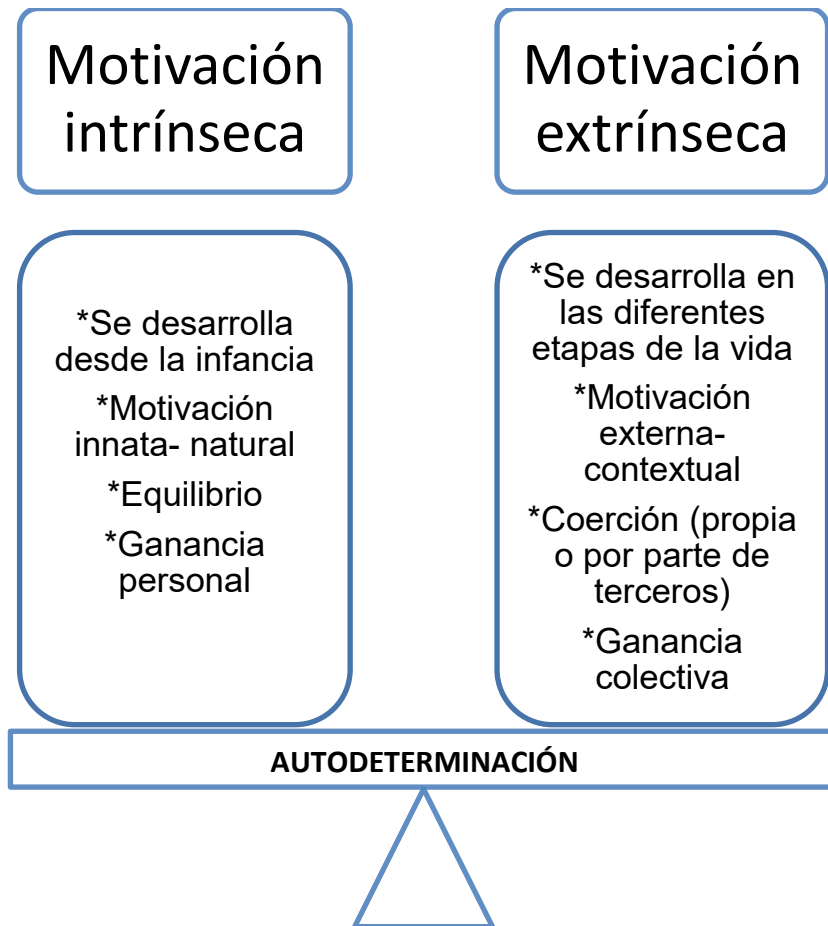 Motivación
intrínseca
*Se desarrolla
desde la infancia
*Motivación
innata- natural
*Equilibrio
*Ganancia
personal
Motivación
extrínseca
*Se desarrolla en
las diferentes
etapas de la vida
*Motivación
externa-
contextual
*Coerción (propia
o por parte de
terceros)
*Ganancia
colectiva
AUTODETERMINACIÓN